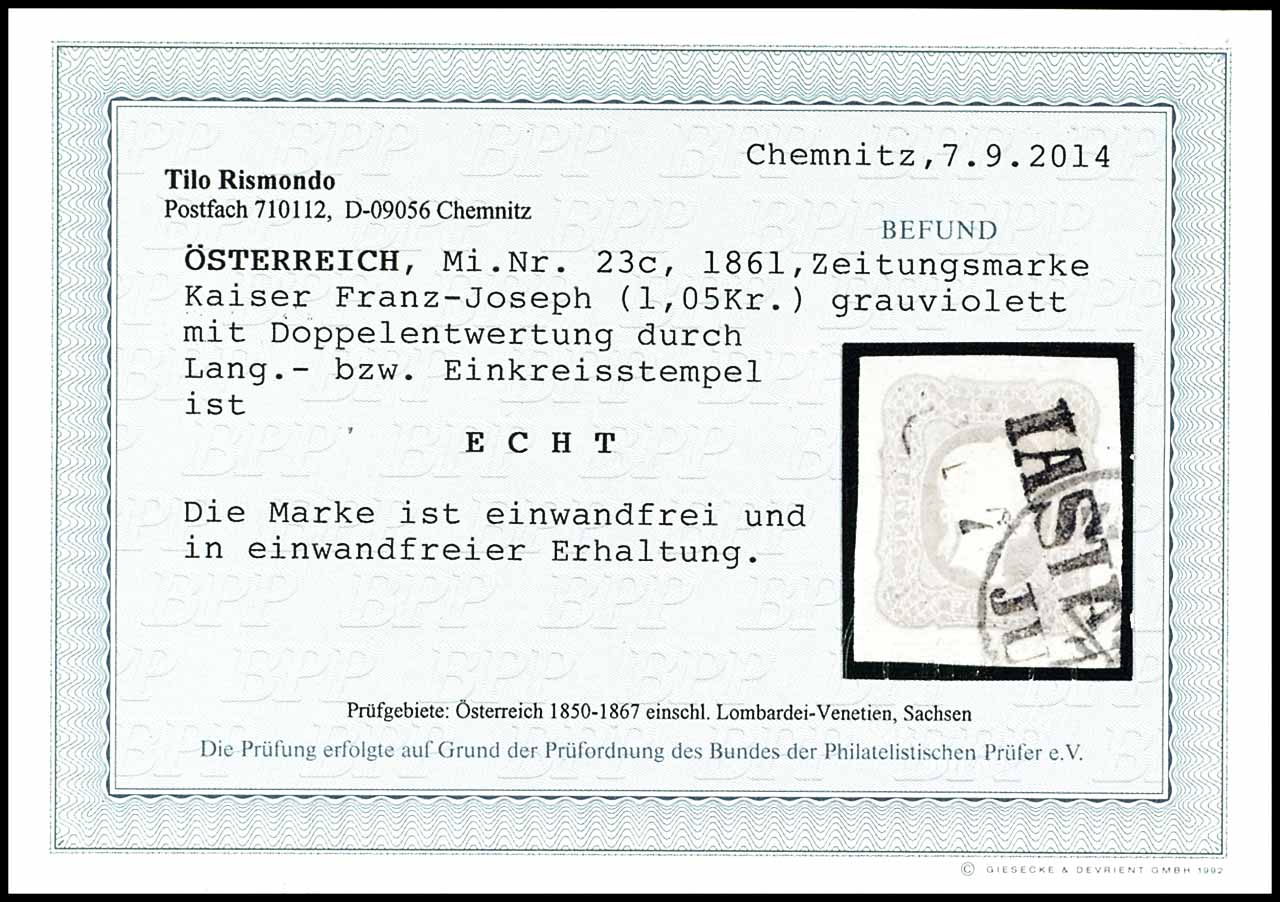 Chemnitz,7.9.2014
Tilo Rismondo
Postfach 710112, D-09056 Chemnitz
BEFUND
ÖSTERREICH, Mi.Nr. 23c, 1861,Zeitungsmarke
Kaiser Franz-Joseph (1,05Kr.) grauviolett
mit Doppelentwertung durch
Lang.- bzw. Einkreisstempel
ist
E C H T
Die Marke ist einwandfrei und
in einwandfreier Erhaltung.
IASI
JU
Prüfgebiete: Österreich 1850-1867 einschl. Lombardei-Venetien, Sachsen
Die Prüfung erfolgte auf Grund der Prüfordnung des Bundes der Philatelistischen Prüfer e.V.
© GIESECKE & DEVRIENT GMBH 1992
BPP